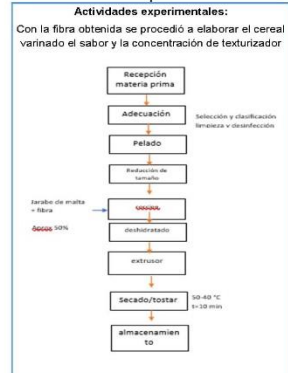 Actividades experimentales:
Con la fibra obtenida se procedió a elaborar el cereal
varinado el sabor y la concentración de texturizador
Recepción
materia prima
Adecuación
Selección y clasificación
limpieza y desinfección
Pelado
Reducción de
tamaño
Jarabe de malta
= fibra
50%
deshidratado
extrusor
Secado/tostar
50-40 °C
t=10 min
almacenamien
to